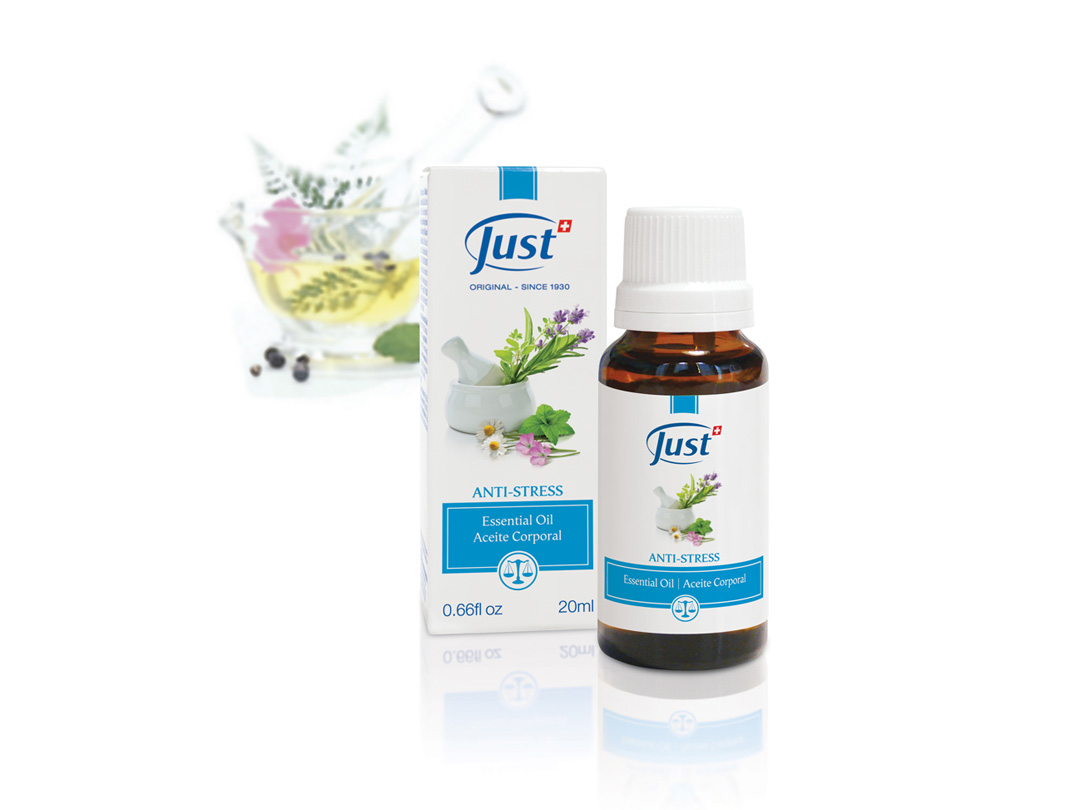 Just
ORIGINAL - SINCE 1930
ANTI-STRESS
Essential Oil
Aceite Corporal
0.66fl oz 20ml
Just
ANTI-STRESS
Essential Oil | Aceite Corporal